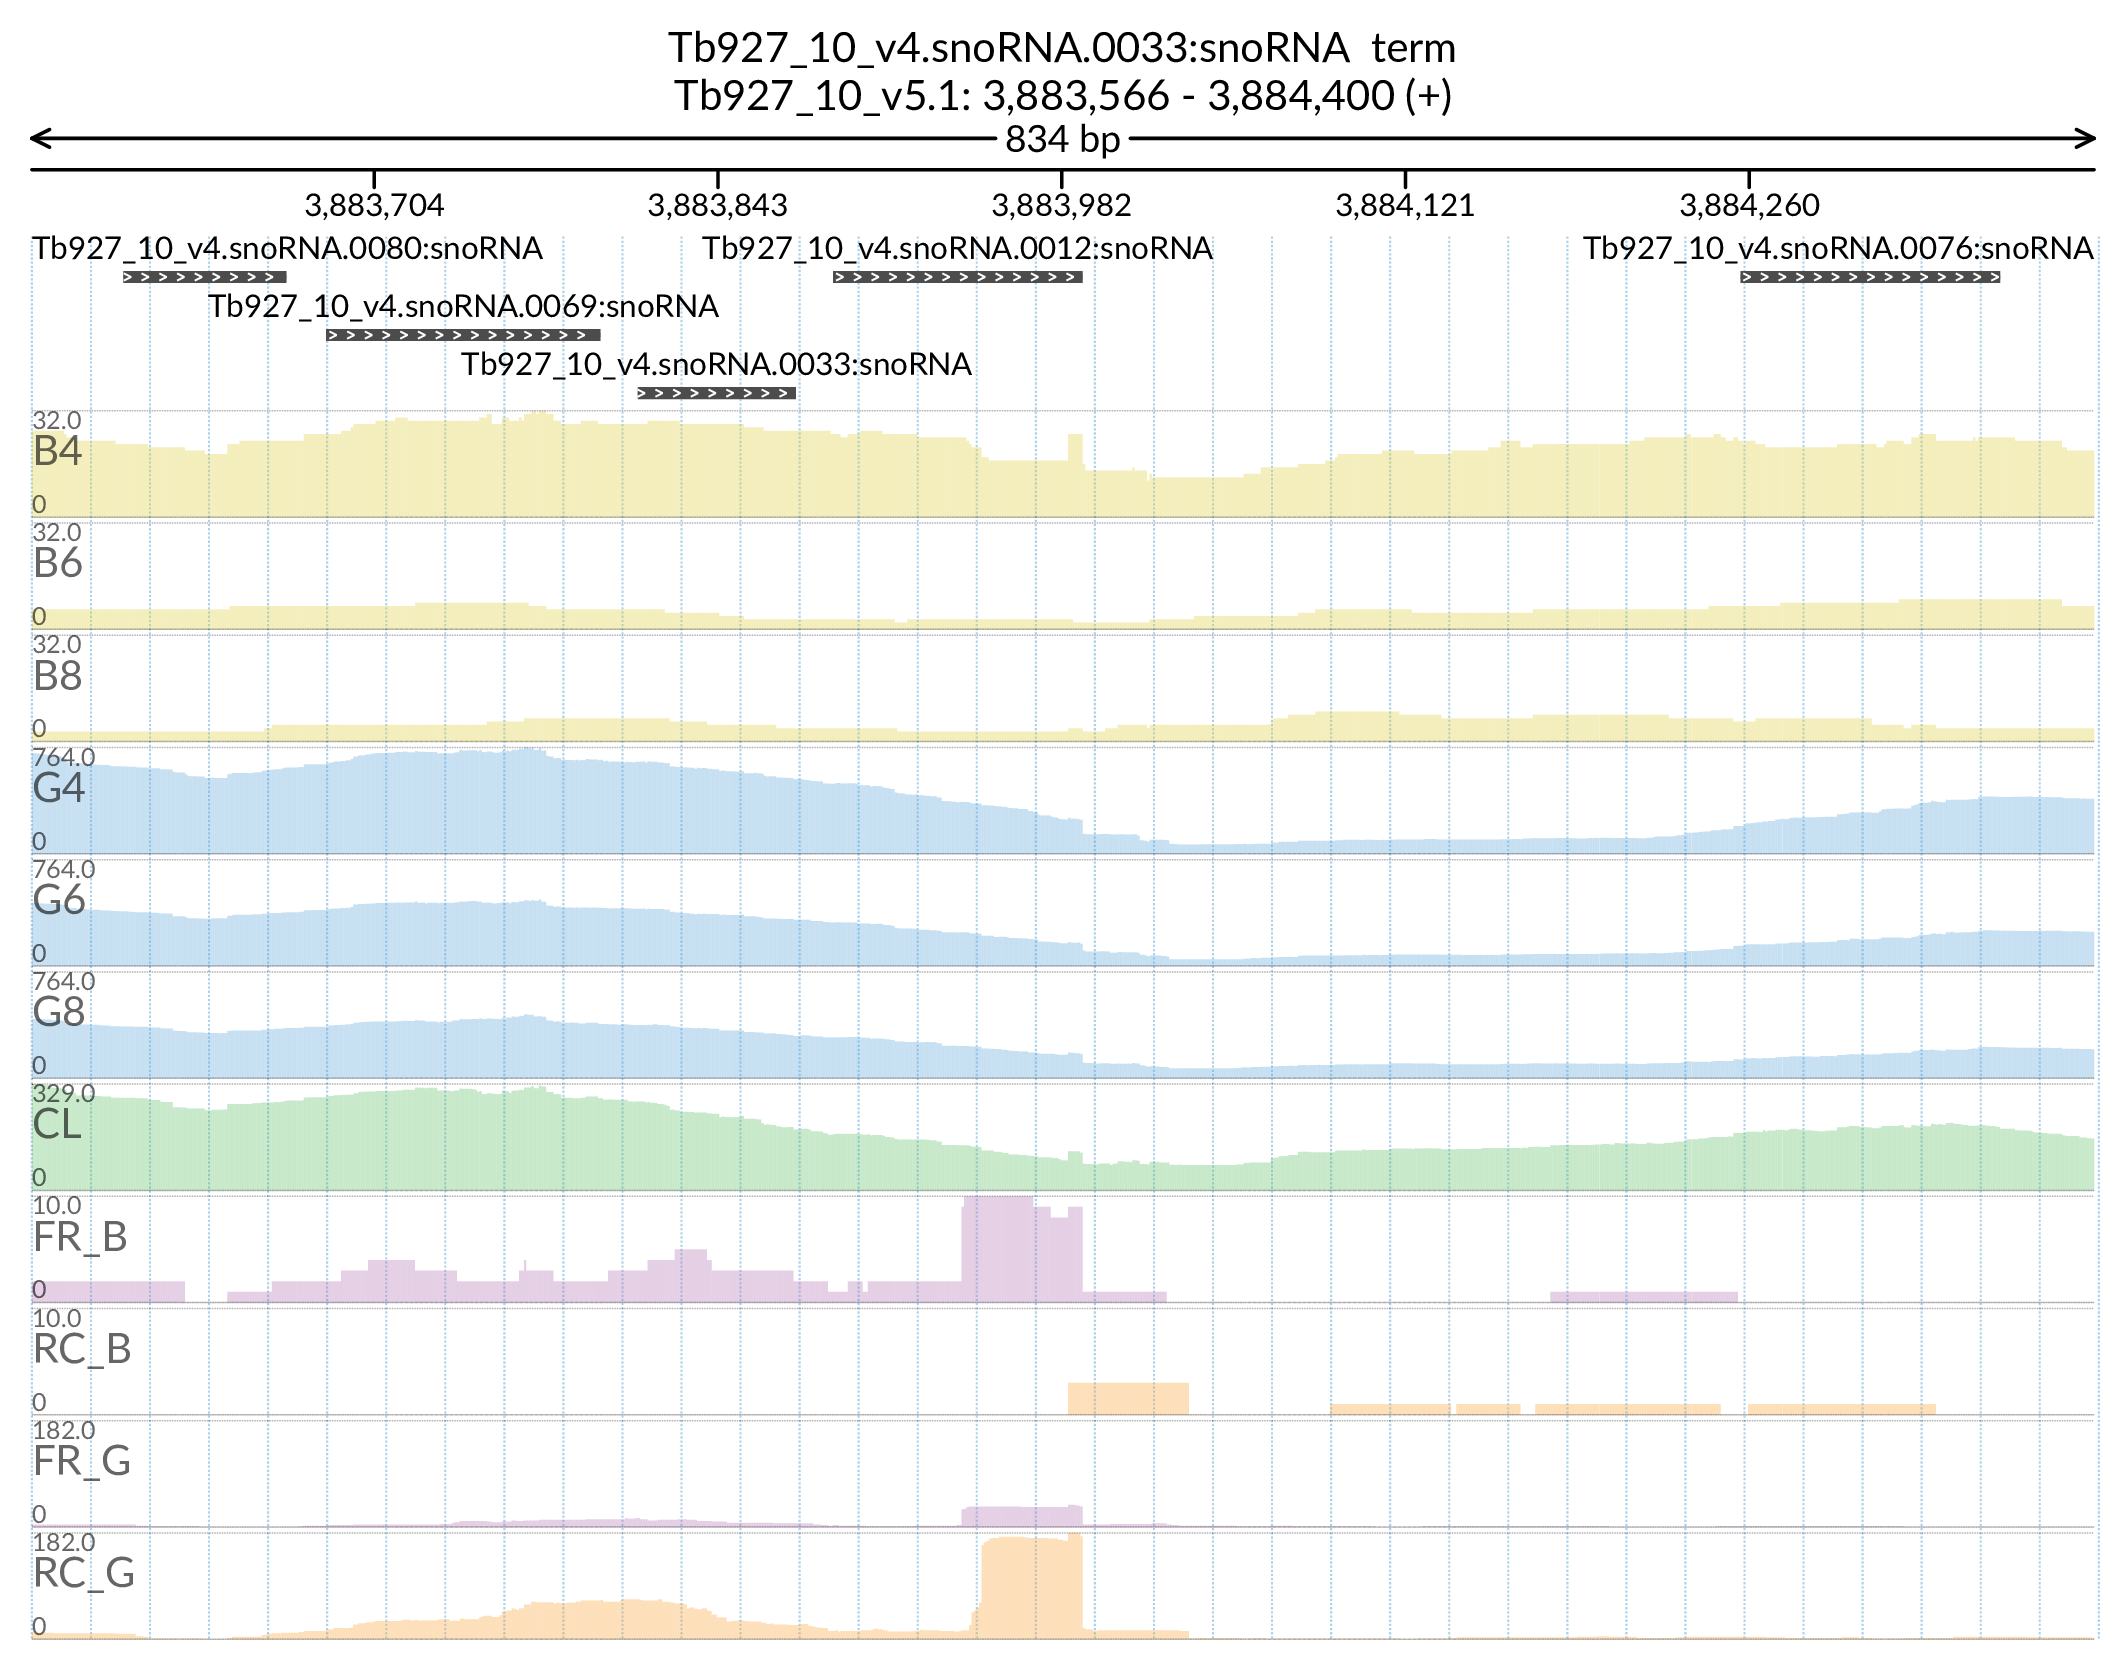 Tb927_10_v4.snoRNA.0033:snoRNA  term
Tb927_10_v5.1: 3,883,566 - 3,884,400 (+)
834 bp
3,883,704 3,883,843 3,883,982 3,884,121 3,884,260
Tb927_10_v4.snoRNA.0080:snoRNA Tb927_10_v4.snoRNA.0012:snoRNA Tb927_10_v4.snoRNA.0076:snoRNA
Tb927_10_v4.snoRNA.0069:snoRNA
Tb927_10_v4.snoRNA.0033:snoRNA
32.0
B4
0
32.0
B6
0
32.0
B8
0
764.0
G4
0
764.0
G6
0
764.0
G8
0
329.0
CL
0
10.0
FR_B
0
10.0
RC_B
0
182.0
FR_G
0
182.0
RC_G
0